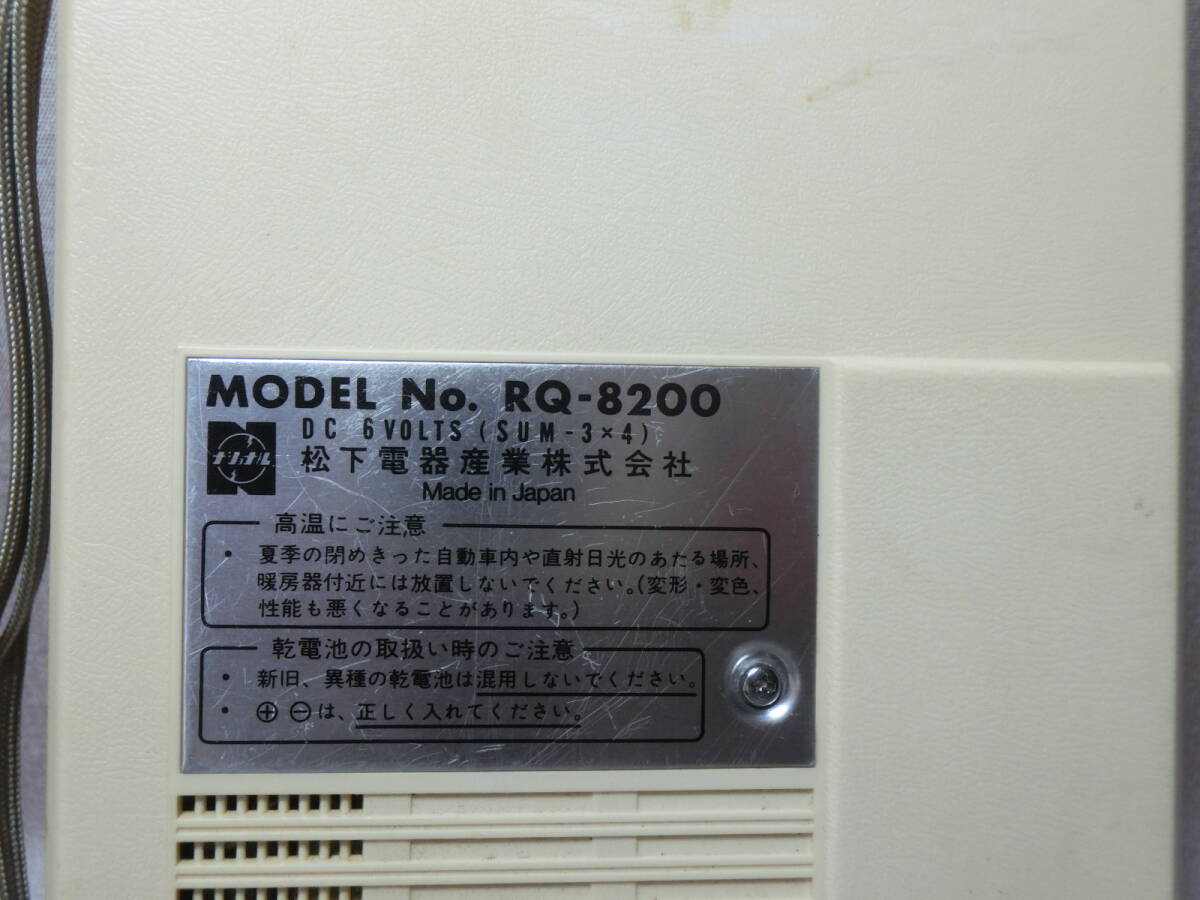 MODEL No. RQ-8200
DC 6VOLTS (SUM-3×4)
ナショナル
松下電器産業株式会社
Made in Japan
高温にご注意
・ 夏季の閉めきった自動車内や直射日光のあたる場所、
暖房器付近には放置しないでください。(変形・変色、
性能も悪くなることがあります。)
乾電池の取扱い時のご注意
・ 新旧、異種の乾電池は混用しないでください。
・ ⊕ ⊖は、正しく入れてください。